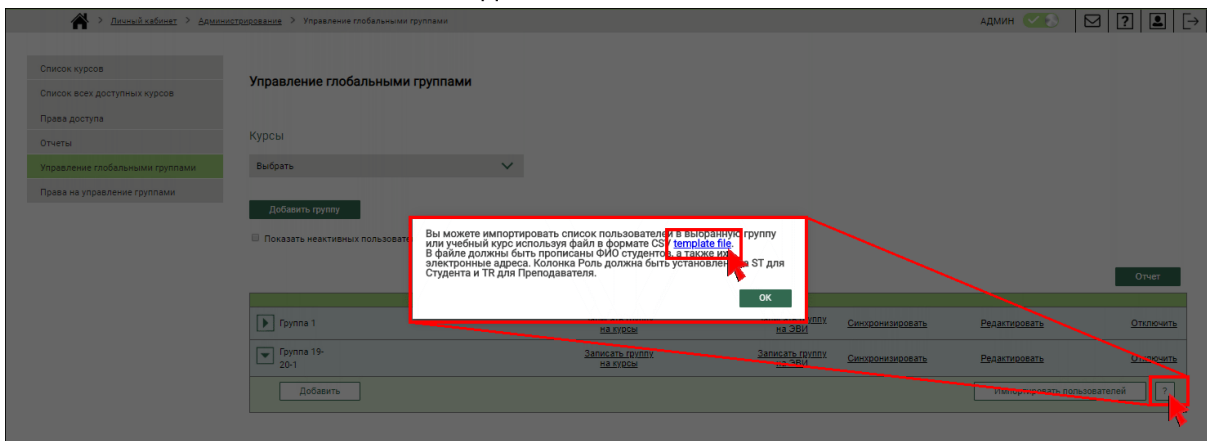 > Личный кабинет > Администрирование > Управление глобальными группами
АДМИН
?
Список курсов
Список всех доступных курсов
Права доступа
Отчеты
Управление глобальными группами
Права на управление группами
Управление глобальными группами
Курсы
Выбрать
Добавить группу
Показать неактивных
Вы можете импортировать список пользователей в выбранную группу
или учебный курс используя файл в формате CSV template file.
В файле должны быть прописаны ФИО студентов, а также их
электронные адреса. Колонка Роль должна быть установлен на ST для
Студента и TR для Преподавателя.
OK
Отчет
Группа 1
на курсы
на ЭВИ
Синхронизировать
Редактировать
Отключить
Группа 19-
20-1
Записать группу
на курсы
Записать группу
на ЭВИ
Синхронизировать
Редактировать
Отключить
Добавить
Импортировать пользователей
?